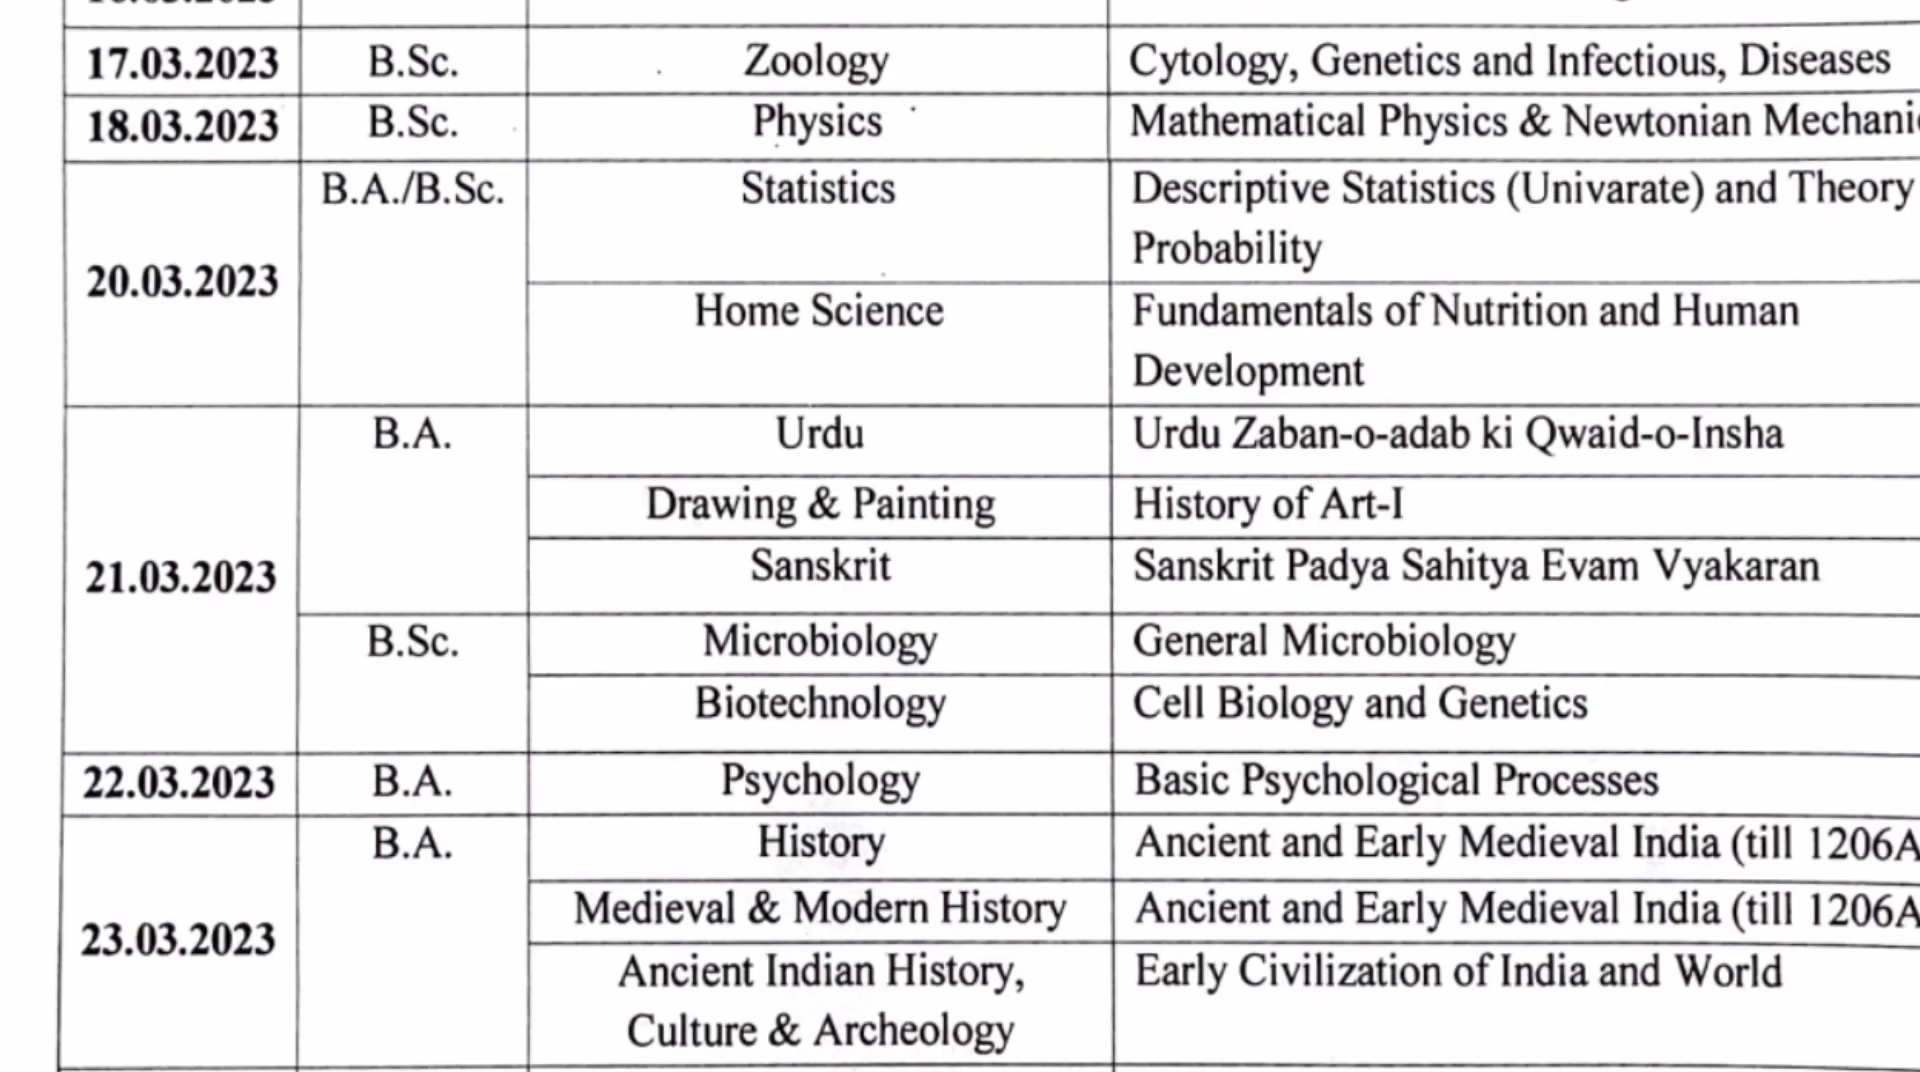 17.03.2023 B.Sc. Zoology Cytology, Genetics and Infectious, Diseases
18.03.2023 B.Sc. Physics Mathematical Physics & Newtonian
20.03.2023 B.A./B.Sc. Statistics Descriptive Statistics (Univarate) and Theory
Probability
Home Science Fundamentals of Nutrition and Human
Development
21.03.2023 B.A. Urdu Urdu Zaban-o-adab ki Qwaid-o-Insha
Drawing & Painting History of Art-I
Sanskrit Sanskrit Padya Sahitya Evam Vyakaran
B.Sc. Microbiology General Microbiology
Biotechnology Cell Biology and Genetics
22.03.2023 B.A. Psychology Basic Psychological Processes
23.03.2023 B.A. History Ancient and Early Medieval India (till 1206A
Medieval & Modern History Ancient and Early Medieval India (till 1206A
Ancient Indian History, Early Civilization of India and World
Culture & Archeology